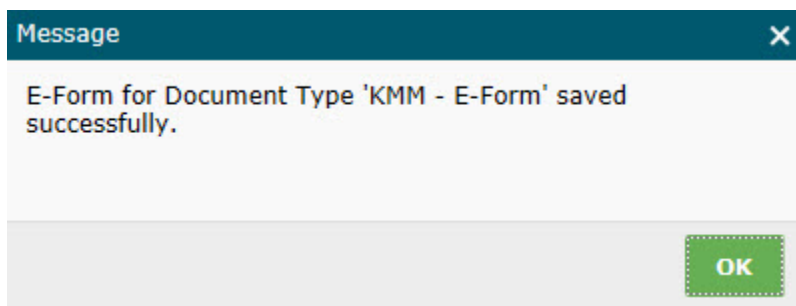 Message
E-Form for Document Type 'KMM - E-Form' saved
successfully.
OK